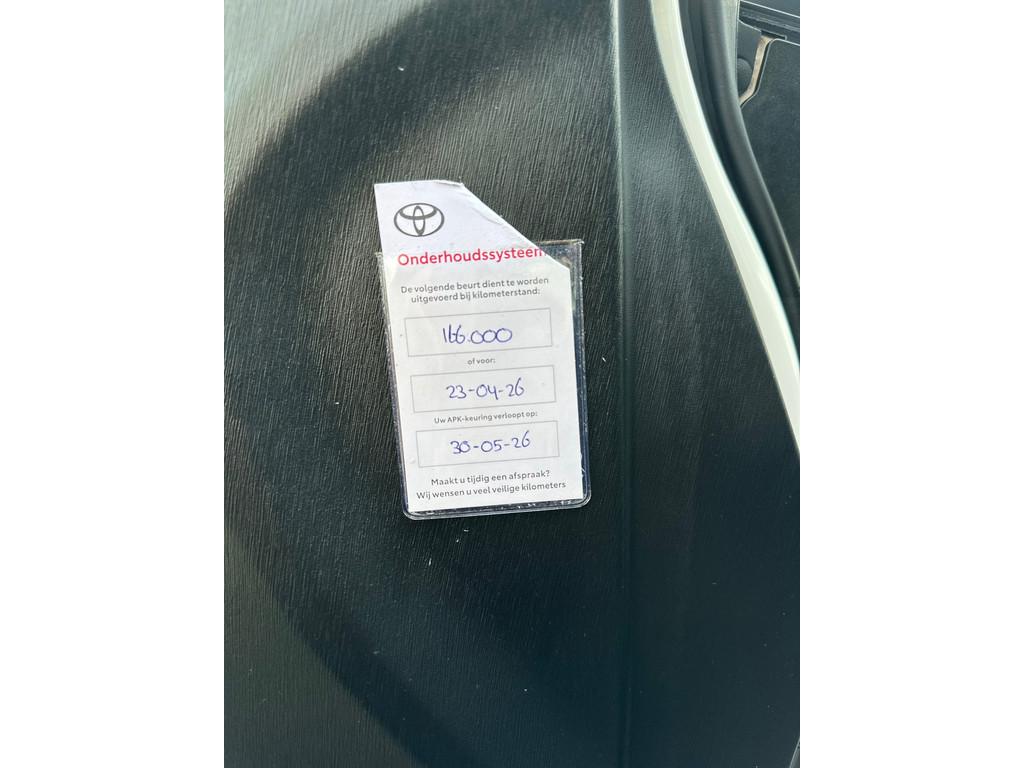 Onderhoudssysteem
De volgende beurt dient te worden
uitgevoerd bij kilometerstand:
166.000
of voor:
23-04-26
Uw APK-keuring verloopt op:
30-05-26
Maakt u tijdig een afspraak?
Wij wensen u veel veilige kilometers